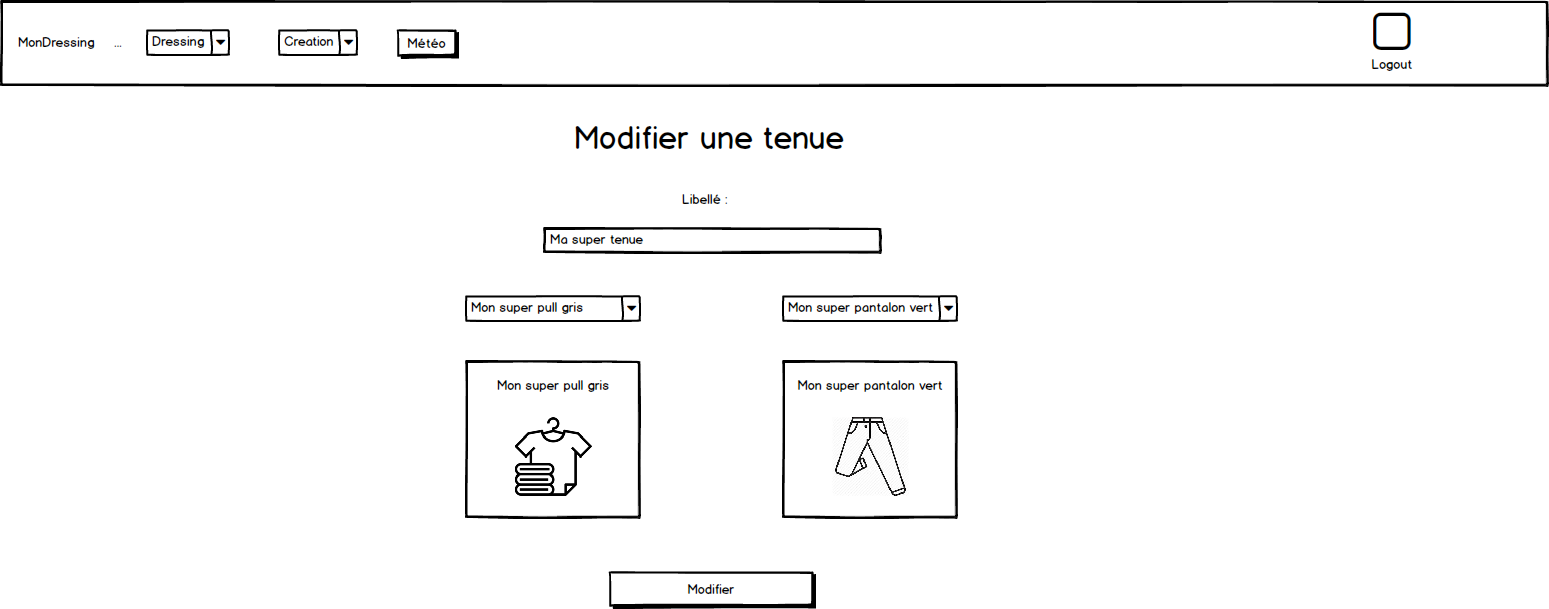 MonDressing ... Dressing Creation Météo
Logout
Modifier une tenue
Libellé :
Ma super tenue
Mon super pull gris Mon super pantalon vert
Mon super pull gris Mon super pantalon vert
Modifier